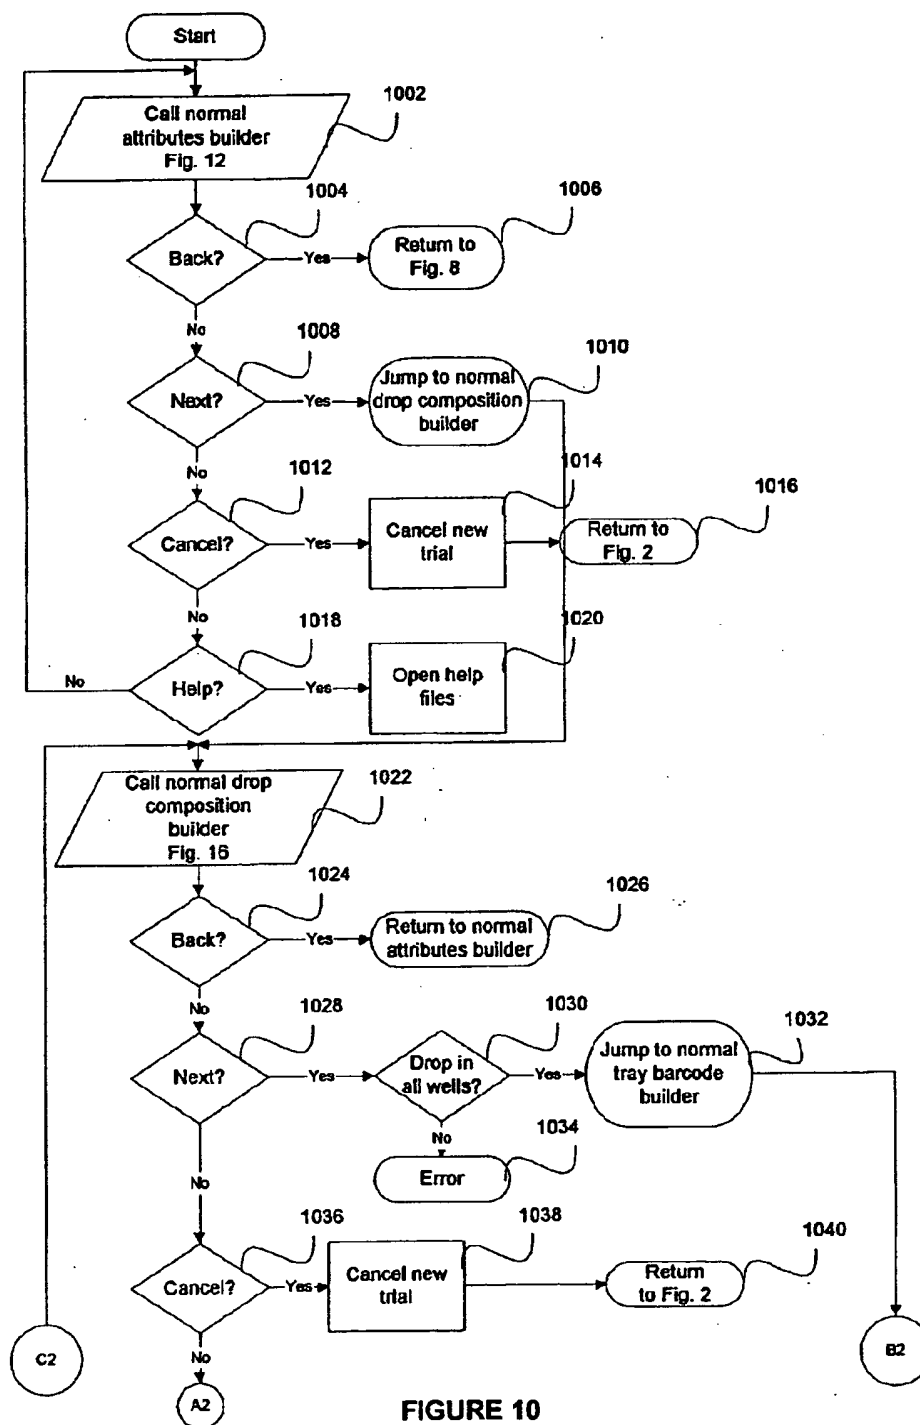 Start
Call normal
attributes builder
Fig. 12
1002
1004
Back?
Yes
Return to
Fig. 8
1006
No
1008
Next?
Yes
Jump to normal
drop composition
builder
1010
No
1012
Cancel?
Yes
Cancel new
trial
1014
Return to
Fig. 2
1016
No
1018
Help?
No
Yes
Open help
files
1020
Call normal drop
composition
builder
Fig. 16
1022
1024
Back?
Yes
Return to normal
attributes builder
1026
No
1028
Next?
Yes
Drop in
all wells?
1030
Yes
Jump to normal
tray barcode
builder
1032
No
Error
1034
No
1036
Cancel?
Yes
Cancel new
trial
1038
Return
to Fig. 2
1040
C2
No
A2
B2
FIGURE 10